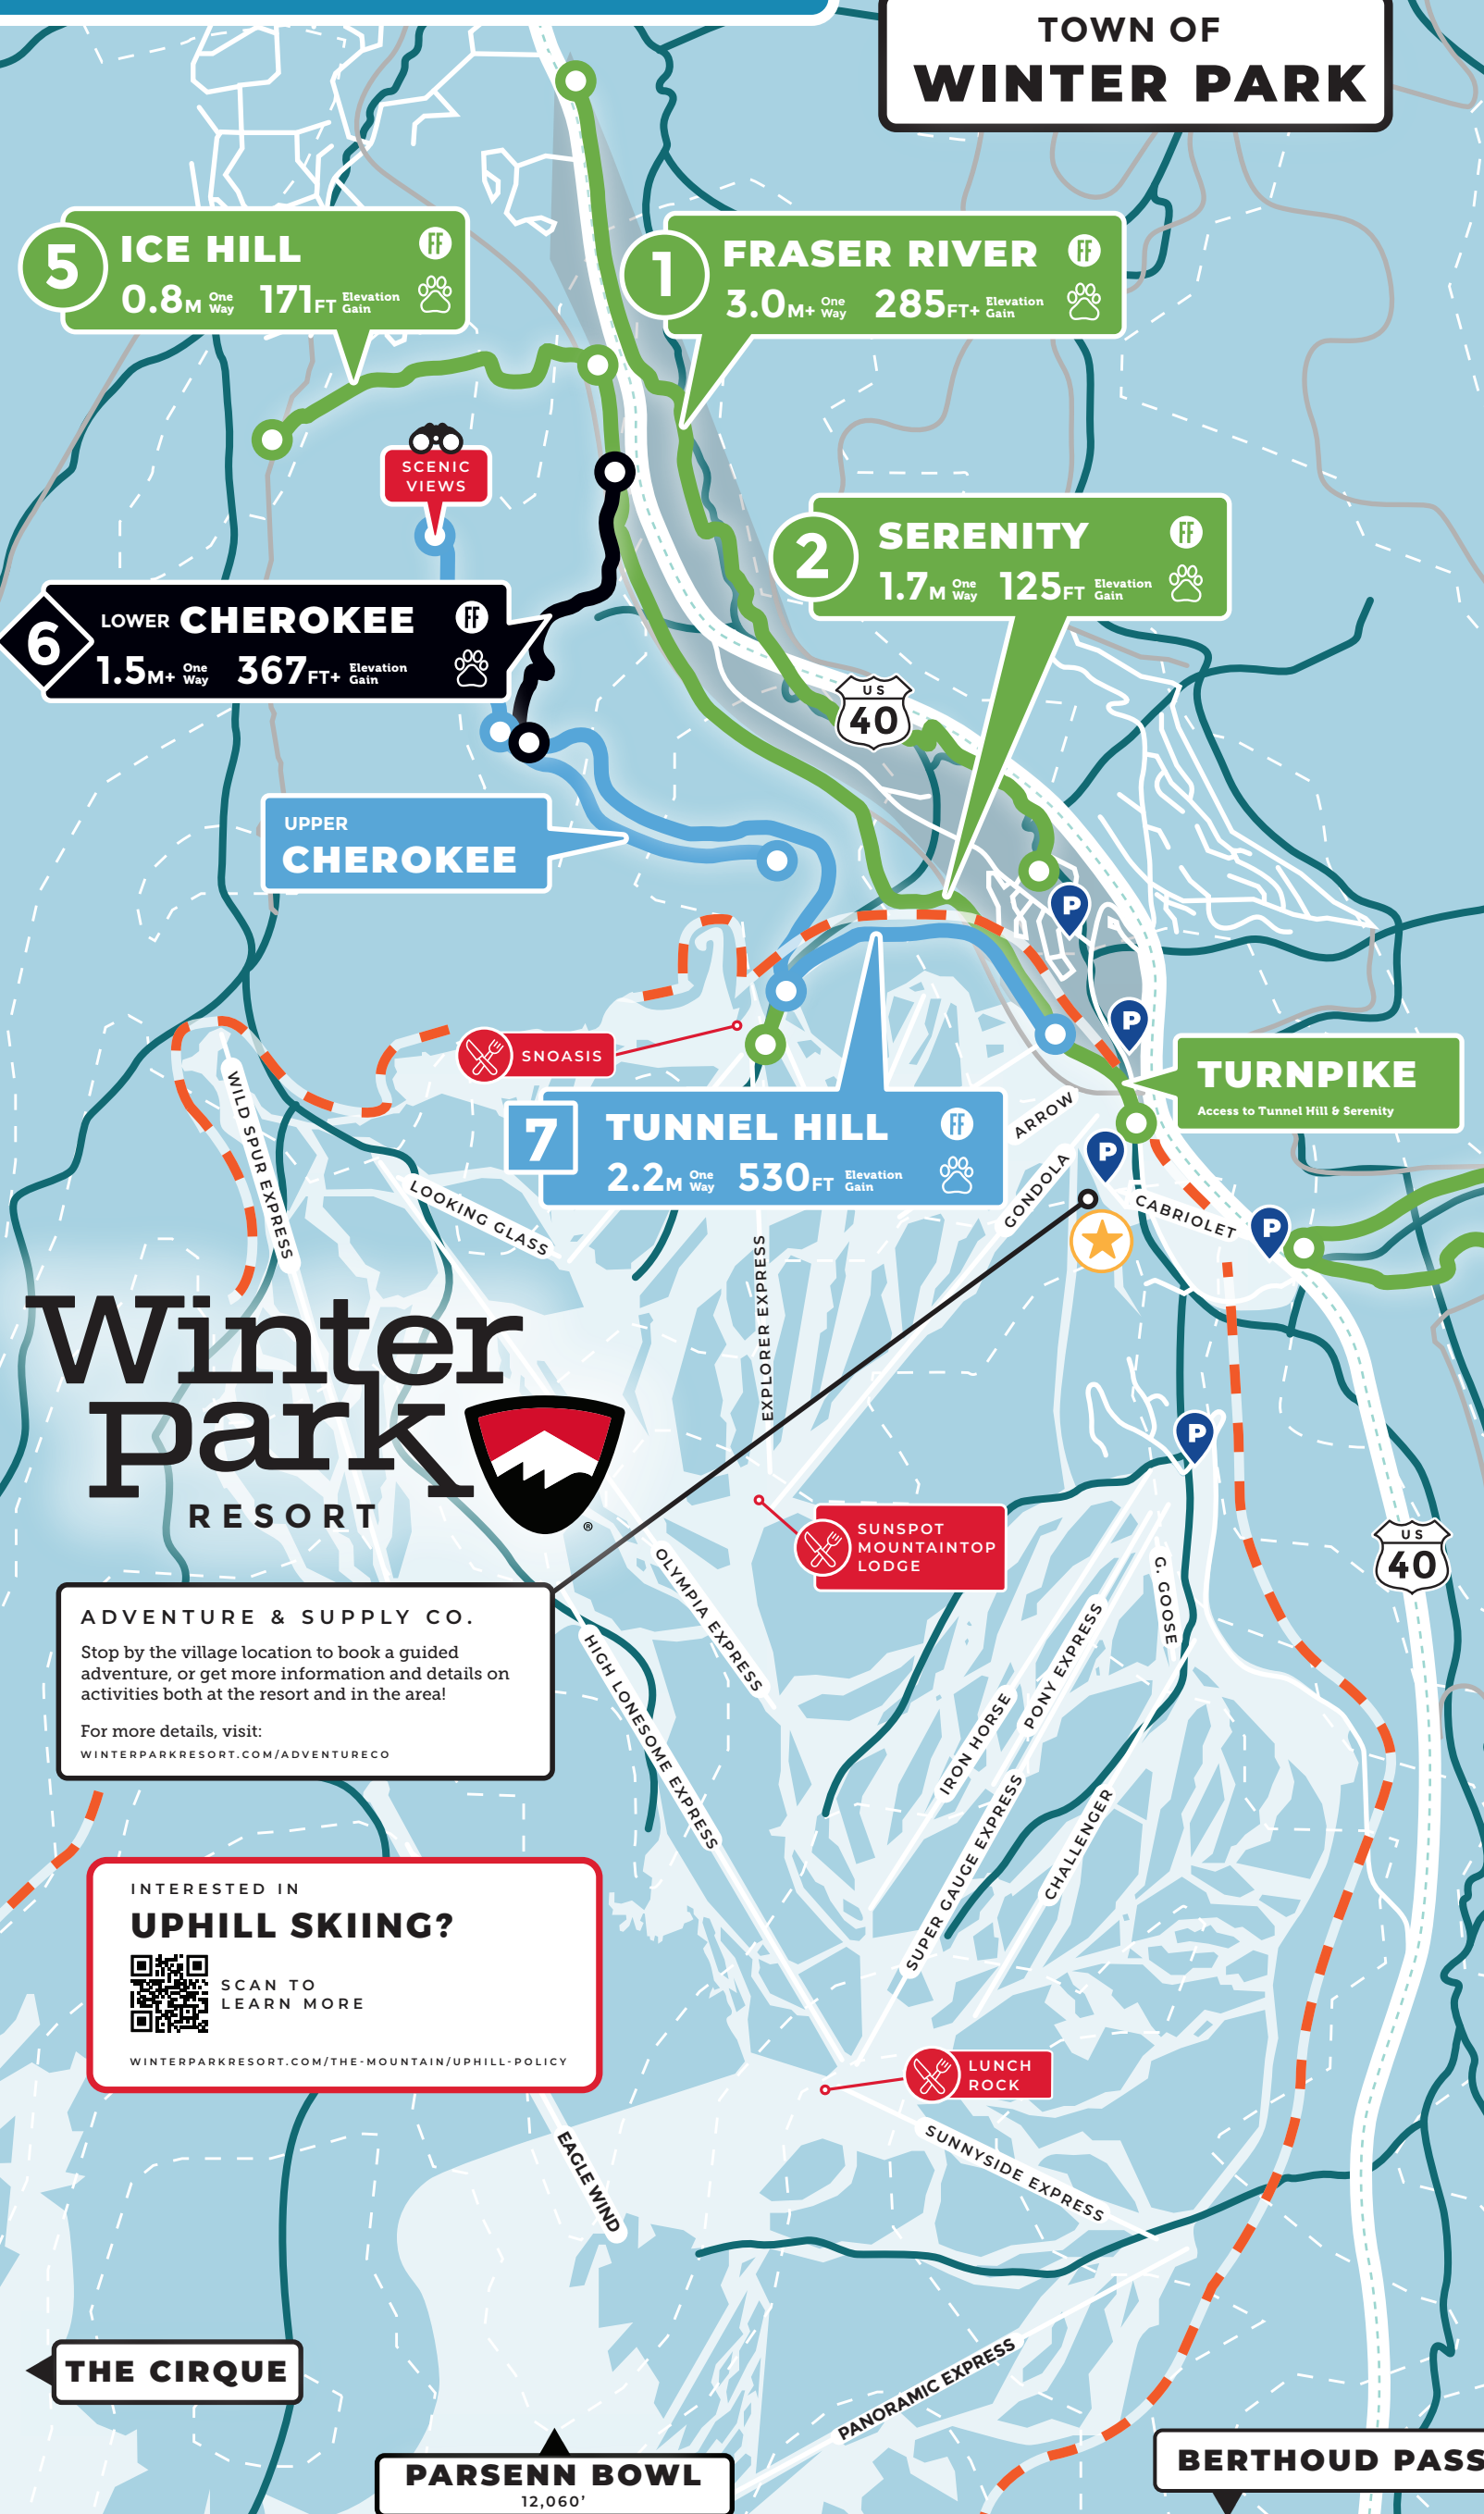 TOWN OF
WINTER PARK
5
ICE HILL
FF
0.8M One Way 171FT Elevation Gain
1
FRASER RIVER
FF
3.0M+ One Way 285FT+ Elevation Gain
SCENIC
VIEWS
2
SERENITY
FF
1.7M One Way 125FT Elevation Gain
6
LOWER CHEROKEE
FF
1.5M+ One Way 367FT+ Elevation Gain
US
40
UPPER
CHEROKEE
P
P
SNOASIS
TURNPIKE
Access to Tunnel Hill & Serenity
7
TUNNEL HILL
FF
2.2M One Way 530FT Elevation Gain
WILD SPUR EXPRESS
LOOKING GLASS
ARROW
GONDOLA
P
CABRIOLET
P
EXPLORER EXPRESS
Winter
park
RESORT
®
P
SUNSPOT
MOUNTAINTOP
LODGE
US
40
OLYMPIA EXPRESS
G. GOOSE
ADVENTURE & SUPPLY CO.
Stop by the village location to book a guided
adventure, or get more information and details on
activities both at the resort and in the area!
For more details, visit:
WINTERPARKRESORT.COM/ADVENTURECO
HIGH LONESOME EXPRESS
IRON HORSE
PONY EXPRESS
SUPER GAUGE EXPRESS
CHALLENGER
INTERESTED IN
UPHILL SKIING?
SCAN TO
LEARN MORE
WINTERPARKRESORT.COM/THE-MOUNTAIN/UPHILL-POLICY
LUNCH
ROCK
SUNNYSIDE EXPRESS
EAGLE WIND
THE CIRQUE
PANORAMIC EXPRESS
PARSENN BOWL
12,060'
BERTHOUD PASS